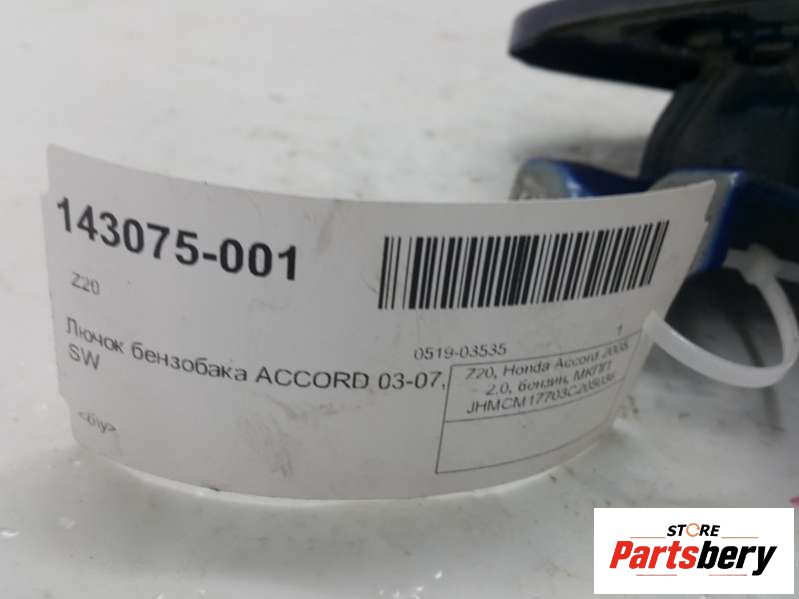 143075-001
Z20
Лючок бензобака ACCORD 03-07,
SW
<б\у>
0519-03535 1
Z20, Honda Accord 2003,
2.0, бензин, МКПП
JHMCM17703C205039
STORE
Partsbery